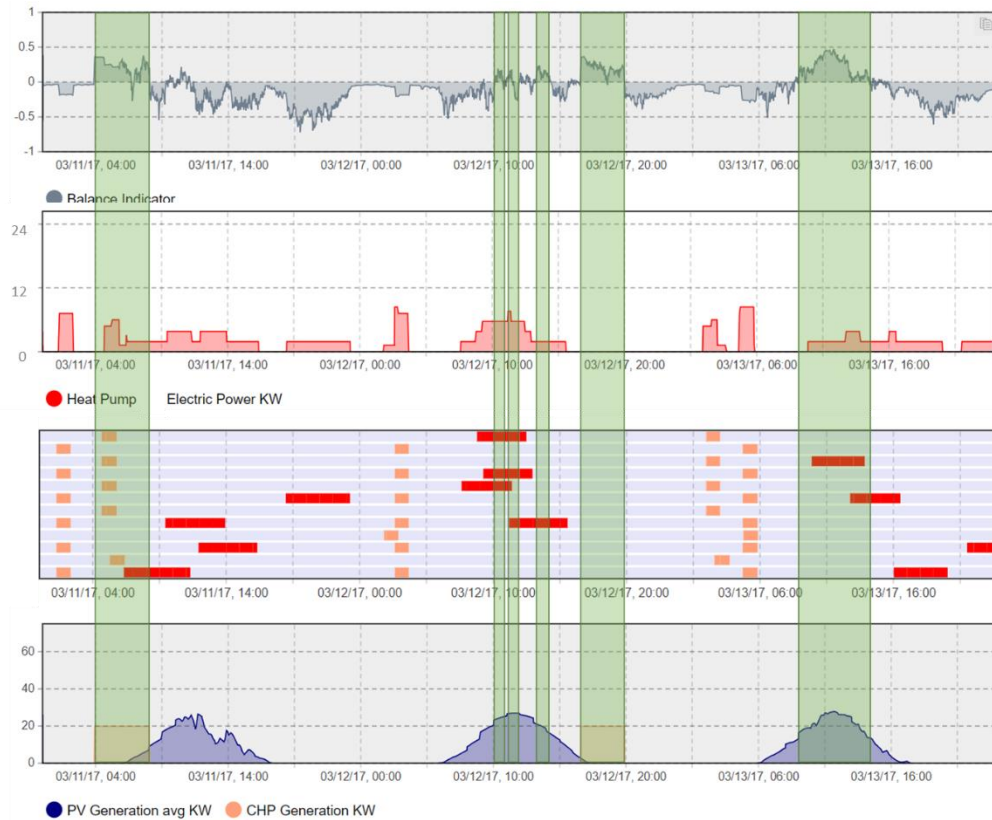 1
0.5
0
-0.5
-1
03/11/17, 04:00 03/11/17, 14:00 03/12/17, 00:00 03/12/17, 10:00 03/12/17, 20:00 03/13/17, 06:00 03/13/17, 16:00
Balance Indicator
24
12
0
03/11/17, 04:00 03/11/17, 14:00 03/12/17, 00:00 03/12/17, 10:00 03/12/17, 20:00 03/13/17, 06:00 03/13/17, 16:00
Heat Pump Electric Power KW
03/11/17, 04:00 03/11/17, 14:00 03/12/17, 00:00 03/12/17, 10:00 03/12/17, 20:00 03/13/17, 06:00 03/13/17, 16:00
60
40
20
0
03/11/17, 04:00 03/11/17, 14:00 03/12/17, 00:00 03/12/17, 10:00 03/12/17, 20:00 03/13/17, 06:00 03/13/17, 16:00
PV Generation avg KW CHP Generation KW